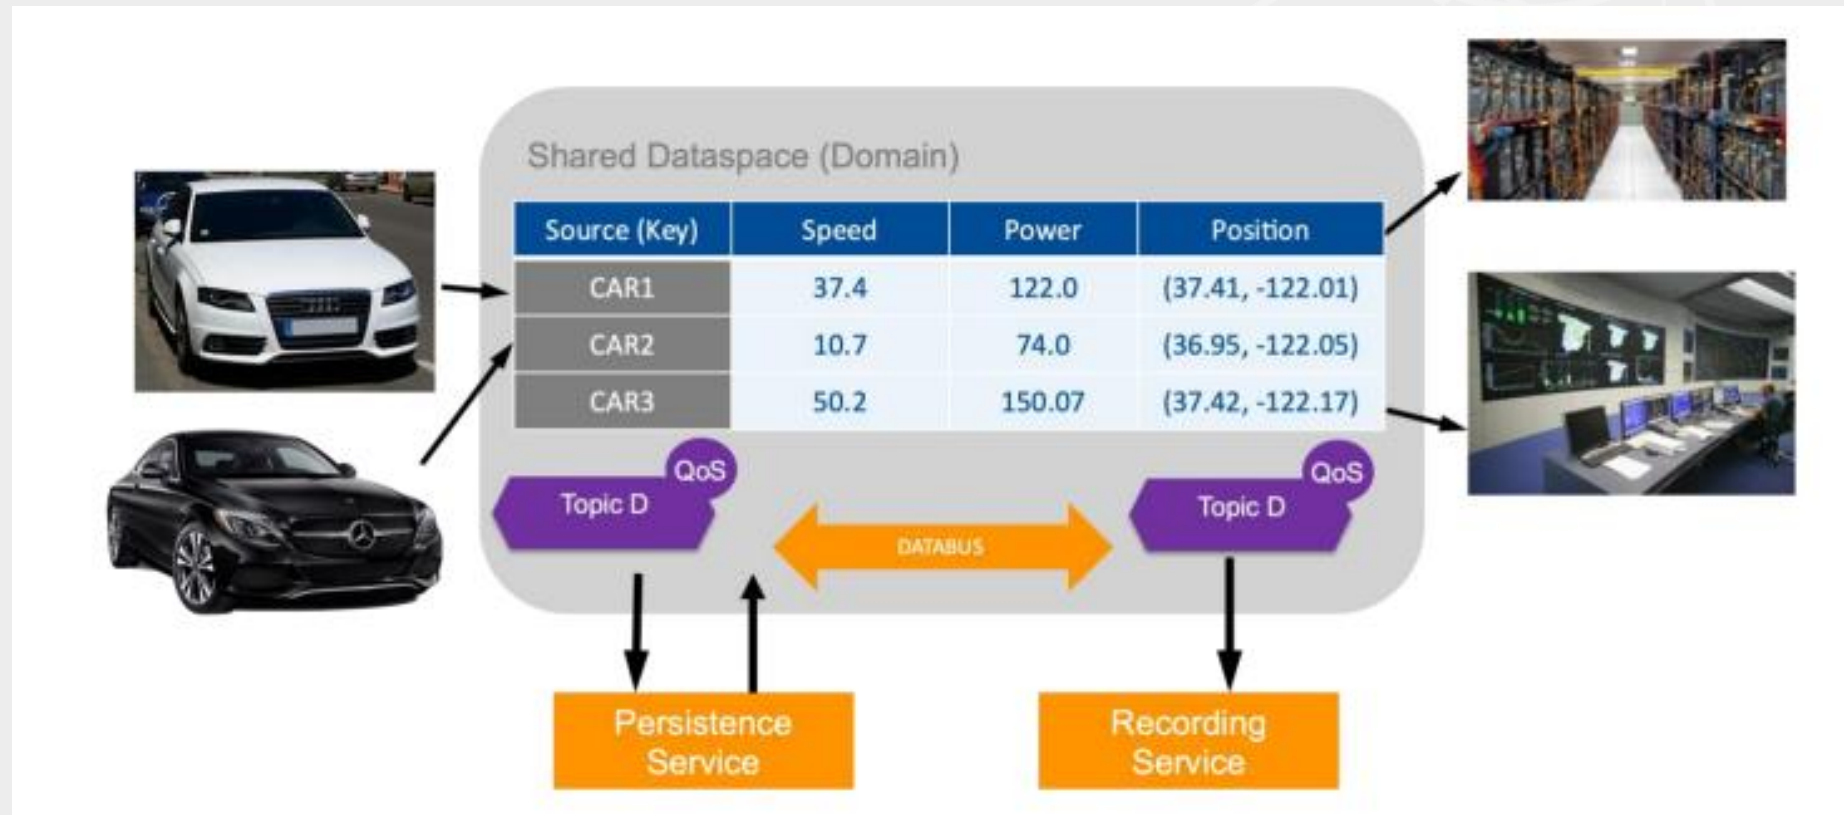 Shared Dataspace (Domain)
Source (Key) Speed Power Position
CAR1 37.4 122.0 (37.41, -122.01)
CAR2 10.7 74.0 (36.95, -122.05)
CAR3 50.2 150.07 (37.42, -122.17)
QoS
Topic D
DATABUS
QoS
Topic D
Persistence
Service
Recording
Service